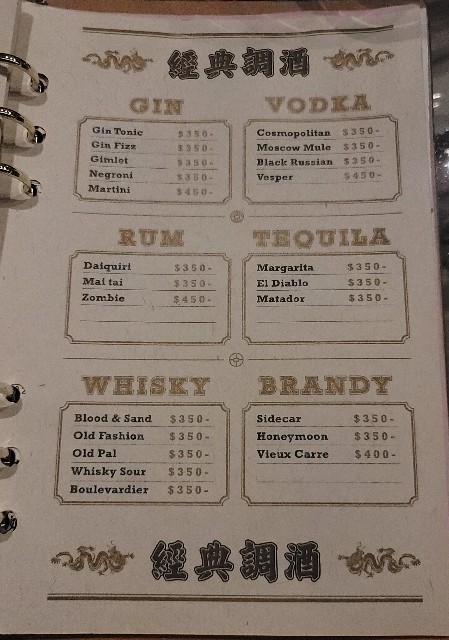 經典調酒
GIN
Gin Tonic $350-
Gin Fizz $350-
Gimlet $350-
Negroni $350-
Martini $450-
VODKA
Cosmopolitan $350-
Moscow Mule $350-
Black Russian $350-
Vesper $450-
RUM
Daiquiri $350-
Mai tai $350-
Zombie $450-
TEQUILA
Margarita $350-
El Diablo $350-
Matador $350-
WHISKY
Blood & Sand $350-
Old Fashion $350-
Old Pal $350-
Whisky Sour $350-
Boulevardier $350-
BRANDY
Sidecar $350-
Honeymoon $350-
Vieux Carre $400-
經典調酒